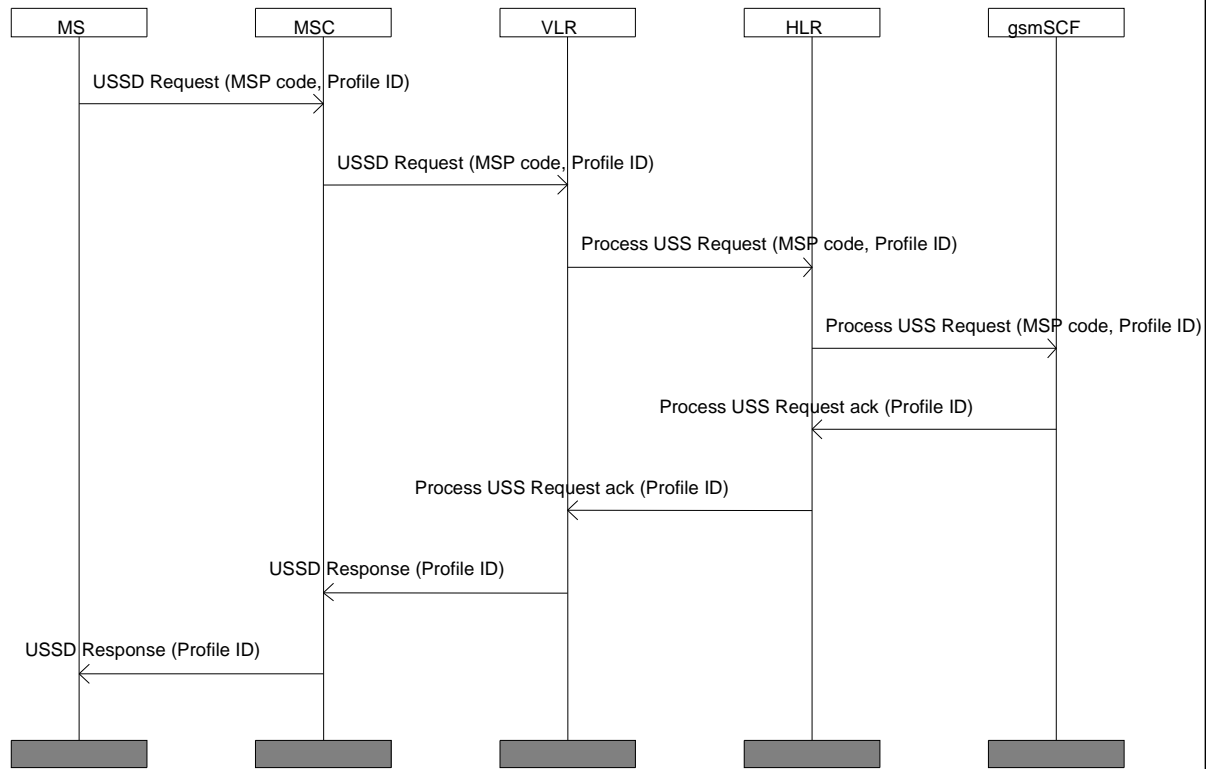 MS
MSC
VLR
HLR
gsmSCF
USSD Request (MSP code, Profile ID)
USSD Request (MSP code, Profile ID)
Process USS Request (MSP code, Profile ID)
Process USS Request (MSP code, Profile ID)
Process USS Request ack (Profile ID)
Process USS Request ack (Profile ID)
USSD Response (Profile ID)
USSD Response (Profile ID)